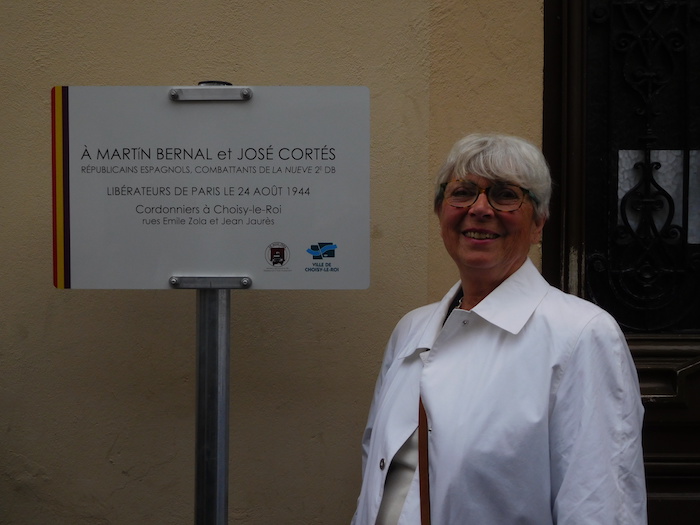 À MARTíN BERNAL et JOSÉ CORTÉS
RÉPUBLICAINS ESPAGNOLS, COMBATTANTS DE LA NUEVE 2e DB
LIBÉRATEURS DE PARIS LE 24 AOÛT 1944
Cordonniers à Choisy-le-Roi
rues Emile Zola et Jean Jaurès
VILLE DE
CHOISY-LE-ROI